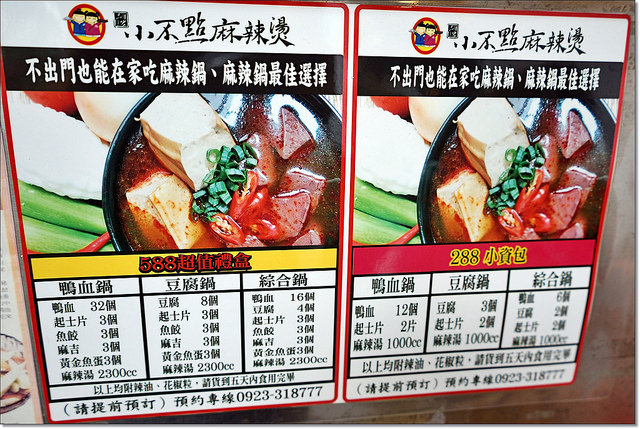 小不點麻辣燙
不出門也能在家吃麻辣鍋、麻辣鍋最佳選擇
588超值禮盒
鴨血鍋
鴨血 32個
起士片 3個
魚餃 3個
麻吉 3個
黃金魚蛋3個
麻辣湯 2300cc
豆腐鍋
豆腐 8個
起士片 3個
魚餃 3個
麻吉 3個
黃金魚蛋3個
麻辣湯 2300cc
綜合鍋
鴨血 16個
豆腐 4個
起士片 3個
魚餃 3個
麻吉 3個
黃金魚蛋3個
麻辣湯 2300cc
以上均附辣油、花椒粒，請貨到五天內食用完畢
(請提前預訂) 預約專線0923-318777
小不點麻辣燙
不出門也能在家吃麻辣鍋、麻辣鍋最佳選擇
288 小資包
鴨血鍋
鴨血 12個
起士片 2片
麻辣湯 1000cc
豆腐鍋
豆腐 3個
起士片 2個
麻辣湯 1000cc
綜合鍋
鴨血 6個
豆腐 2個
起士片 2個
麻辣湯 1000cc
以上均附辣油、花椒粒，請貨到五天內食用完畢
(請提前預訂) 預約專線0923-318777